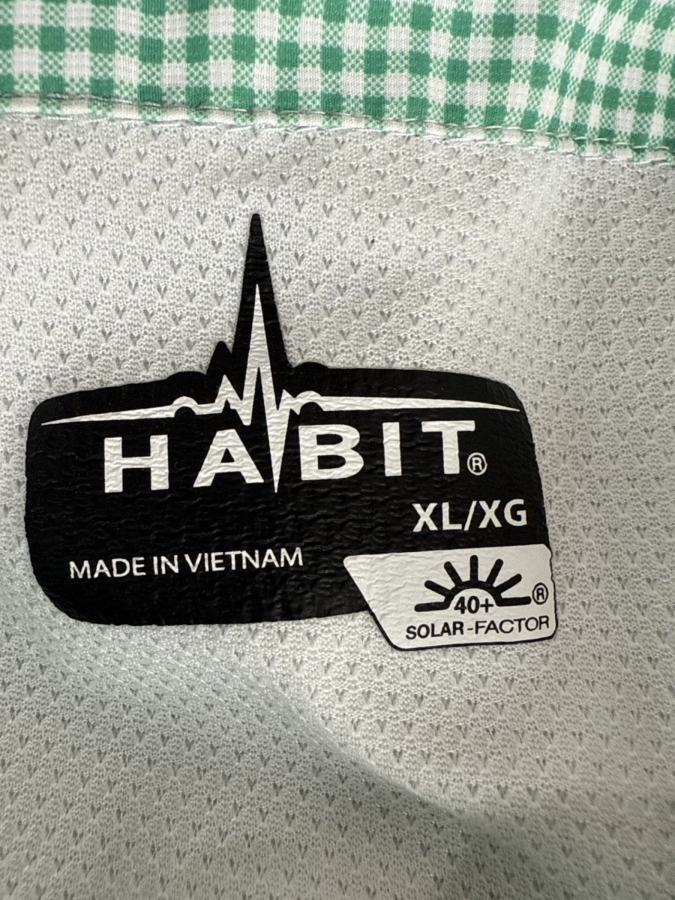 HABIT®
XL/XG
MADE IN VIETNAM
40+ ®
SOLAR-FACTOR